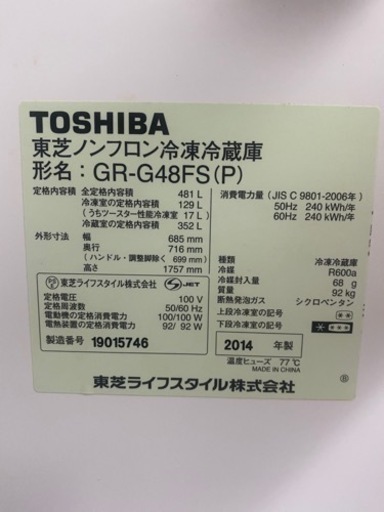 TOSHIBA
東芝ノンフロン冷凍冷蔵庫
形名：GR-G48FS(P)
定格内容積 全定格内容積 481 L
冷凍室の定格内容積 129 L
(うちツースター性能冷凍室 17 L)
冷蔵室の定格内容積 352 L
外形寸法 幅 685 mm
奥行 716 mm
(ハンドル・調整脚除く 699 mm)
高さ 1757 mm
消費電力量 (JIS C 9801-2006年)
50Hz 240 kWh/年
60Hz 240 kWh/年
東芝ライフスタイル株式会社 JET
定格電圧 100 V
定格周波数 50/60 Hz
電動機の定格消費電力 100/100 W
電熱装置の定格消費電力 92/ 92 W
製造番号 19015746
種類 冷凍冷蔵庫
冷媒 R600a
冷媒封入量 68 g
質量 92 kg
断熱発泡ガス シクロペンタン
上段冷凍室の記号
下段冷凍室の記号
2014 年製
温度ヒューズ 77℃
MADE IN CHINA
東芝ライフスタイル株式会社 Ⓑ